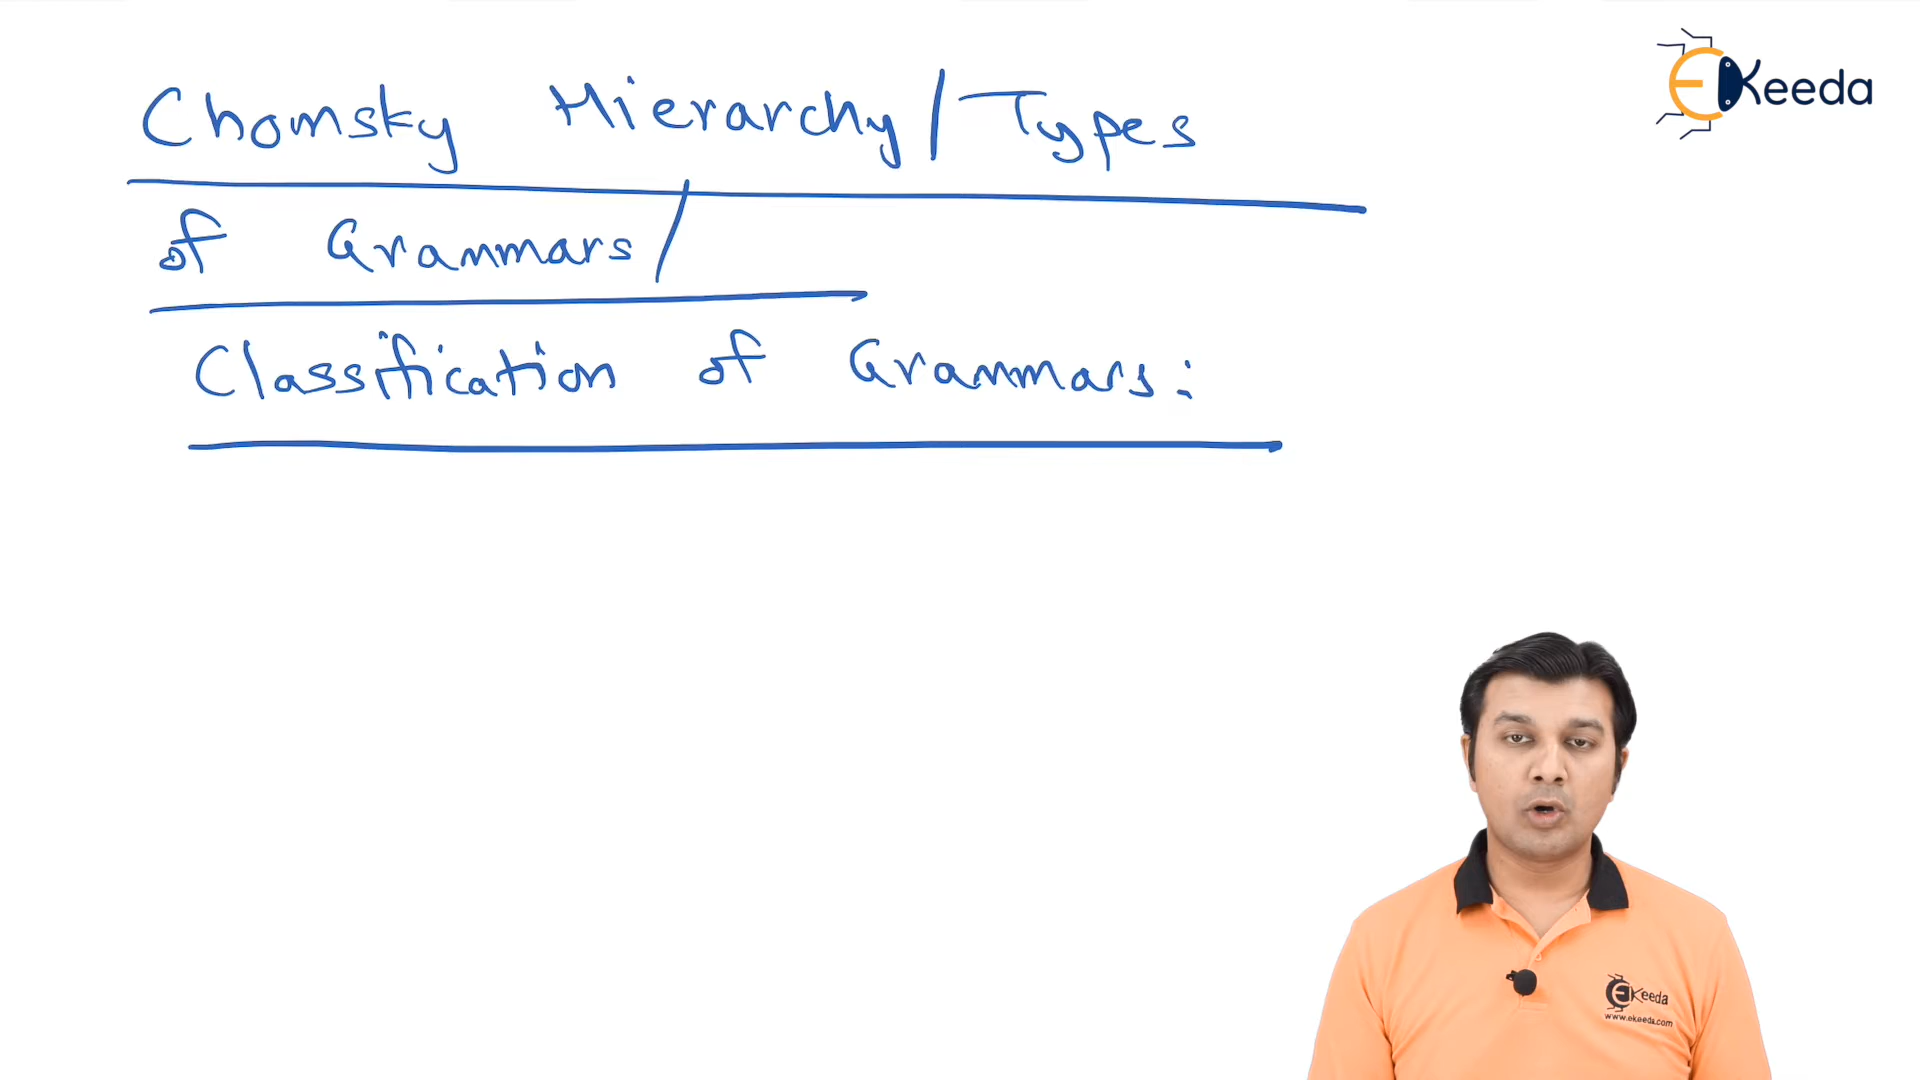 Chomsky Hierarchy/Types
of Grammars/
Classification of Grammars:
EKeeda
EKeeda
www.ekeeda.com